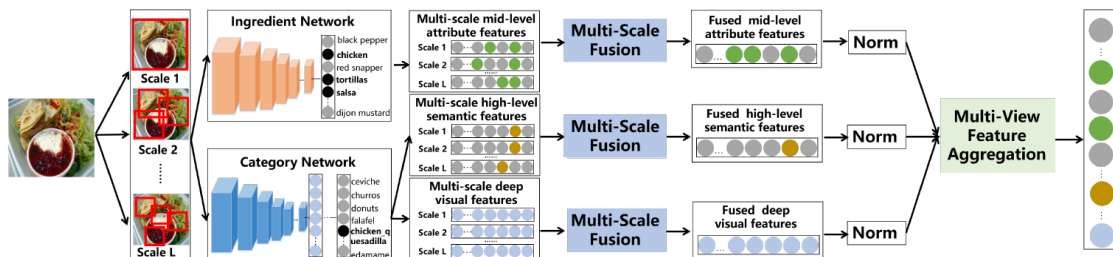 Scale 1
Scale 2
Scale L
Ingredient Network
black pepper
chicken
red snapper
tortillas
salsa
dijon mustard
Category Network
ceviche
churros
donuts
falafel
chicken_q
uesadilla
edamame
Multi-scale mid-level
attribute features
Scale 1
Scale 2
Scale L
Multi-scale high-level
semantic features
Scale 1
Scale 2
Scale L
Multi-scale deep
visual features
Scale 1
Scale 2
Scale L
Multi-Scale
Fusion
Multi-Scale
Fusion
Multi-Scale
Fusion
Fused mid-level
attribute features
Fused high-level
semantic features
Fused deep
visual features
Norm
Norm
Norm
Multi-View
Feature
Aggregation